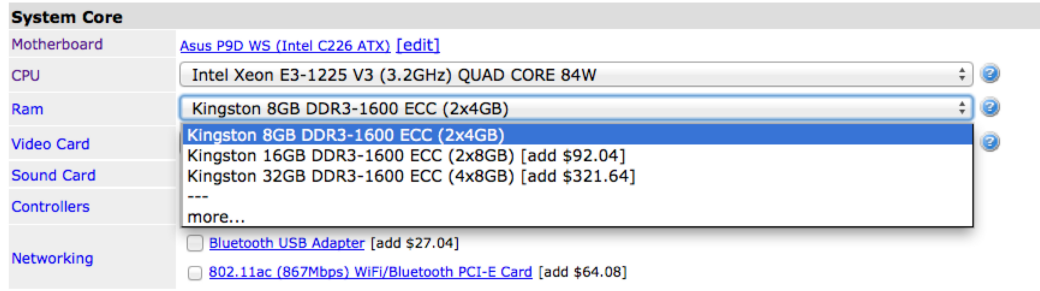 System Core
Motherboard Asus P9D WS (Intel C226 ATX) [edit]
CPU Intel Xeon E3-1225 V3 (3.2GHz) QUAD CORE 84W
Ram Kingston 8GB DDR3-1600 ECC (2x4GB)
Kingston 8GB DDR3-1600 ECC (2x4GB)
Video Card
Kingston 16GB DDR3-1600 ECC (2x8GB) [add $92.04]
Sound Card Kingston 32GB DDR3-1600 ECC (4x8GB) [add $321.64]
---
Controllers
more...
Bluetooth USB Adapter [add $27.04]
Networking
802.11ac (867Mbps) WiFi/Bluetooth PCI-E Card [add $64.08]